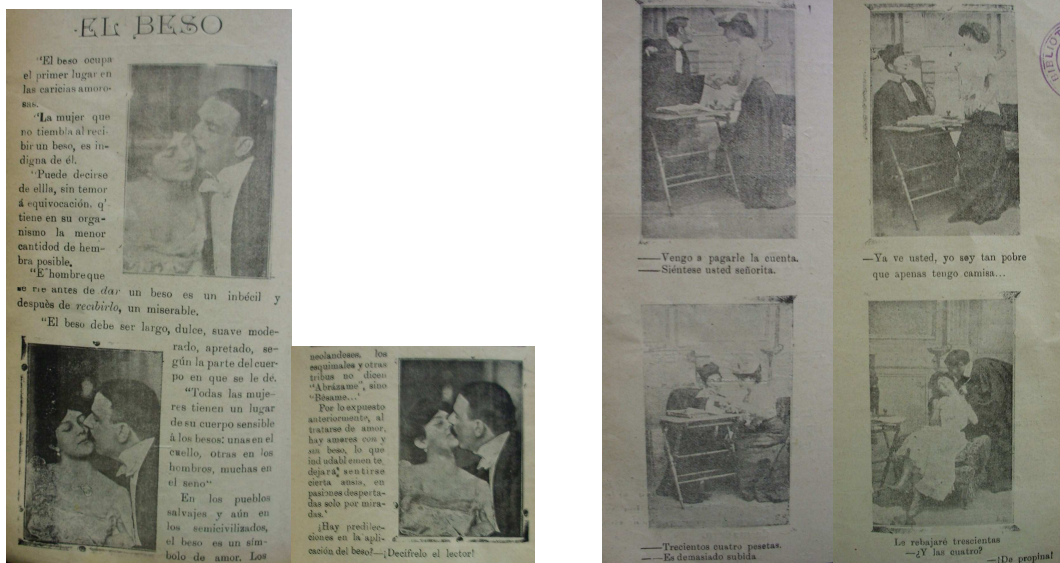 EL BESO
"El beso ocupa
el primer lugar en
las caricias amoro-
sas.
"La mujer que
no tiembla al reci-
bir un beso, es in-
digna de él.
"Puede decirse
de ellla, sin temor
á equivocación, q'
tiene en su orga-
nismo la menor
cantidod de hem-
bra posible.
"E' hombre que
se rie antes de dar un beso es un inbécil y
despuès de recibirlo, un miserable.
"El beso debe ser largo, dulce, suave mode-
rado, apretado, se-
gún la parte del cuer-
po en que se le dé.
"Todas las muje-
res tienen un lugar
de su cuerpo sensible
à los besos: unas en el
cuello, otras en los
hombros, muchas en
el seno"
En los pueblos
salvajes y aún en
los semicivilizados,
el beso es un sím-
bolo de amor. Los
neolandeses, los
esquimales y otras
tribus no dicen
"Abrázame", sino
"Bésame...'
Por lo expuesto
anteriormente, al
tratarse de amor,
hay amores con y
sin beso, lo que
indudablemente
dejará sentirse
cierta ansia, en
pasiones desperta-
das solo por mira-
das.'
¿Hay predilec-
ciones en la apli-
cación del beso?—¡Decífrelo el lector!
—Vengo a pagarle la cuenta.
—Siéntese usted señorita.
—Ya ve usted, yo soy tan pobre
que apenas tengo camisa...
—Trecientos cuatro pesetas.
—Es demasiado subida
Le rebajaré trescientas
—¿Y las cuatro?
—¡De propina!